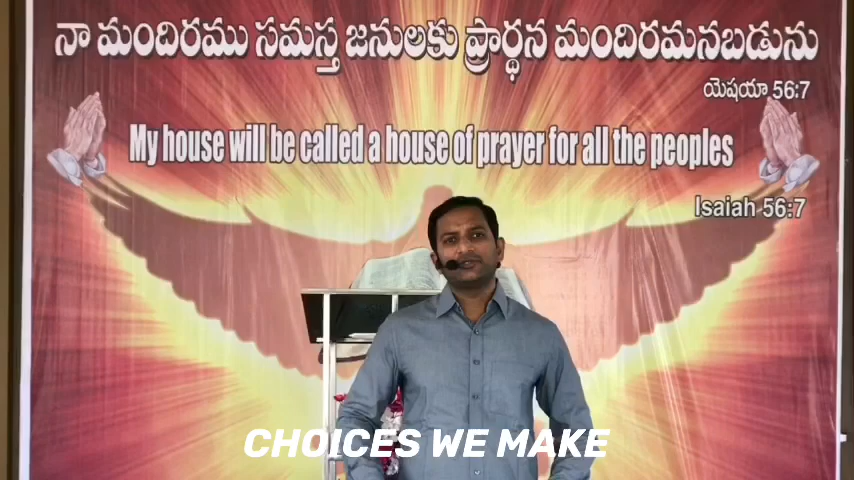 నా మందిరము సమస్త జనులకు ప్రార్థన మందిరమనబడును
యెషయా 56:7
My house will be called a house of prayer for all the peoples
Isaiah 56:7
CHOICES WE MAKE